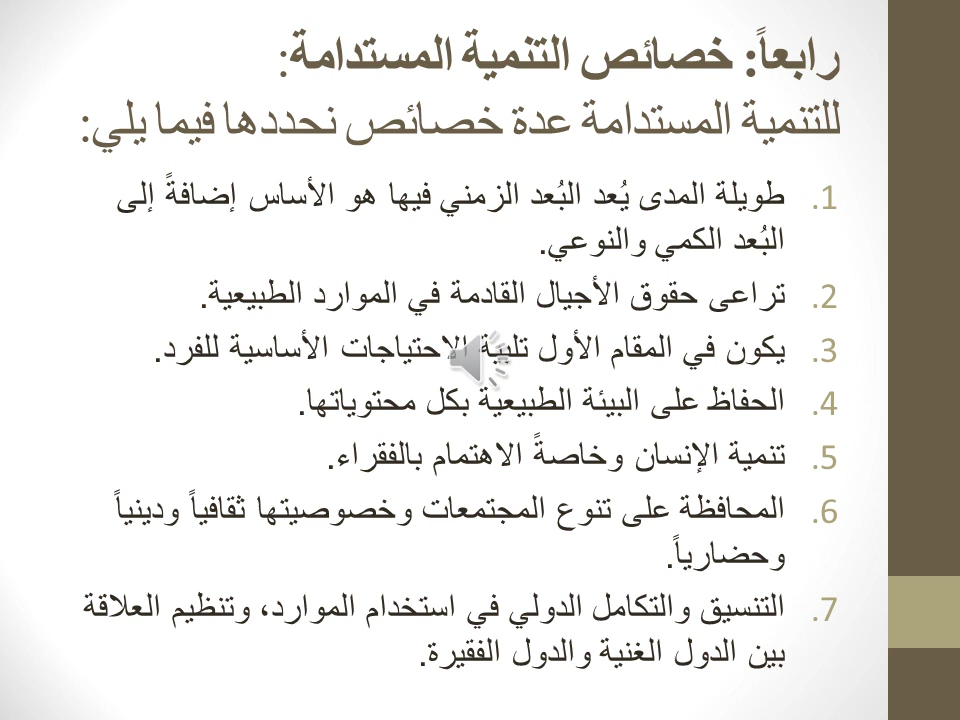 رابعاً: خصائص التنمية المستدامة:
للتنمية المستدامة عدة خصائص نحددها فيما يلي:
1. طويلة المدى يُعد البُعد الزمني فيها هو الأساس إضافةً إلى
البُعد الكمي والنوعي.
2. تراعى حقوق الأجيال القادمة في الموارد الطبيعية.
3. يكون في المقام الأول تلبية الاحتياجات الأساسية للفرد.
4. الحفاظ على البيئة الطبيعية بكل محتوياتها.
5. تنمية الإنسان وخاصةً الاهتمام بالفقراء.
6. المحافظة على تنوع المجتمعات وخصوصيتها ثقافياً ودينياً
وحضارياً.
7. التنسيق والتكامل الدولي في استخدام الموارد، وتنظيم العلاقة
بين الدول الغنية والدول الفقيرة.